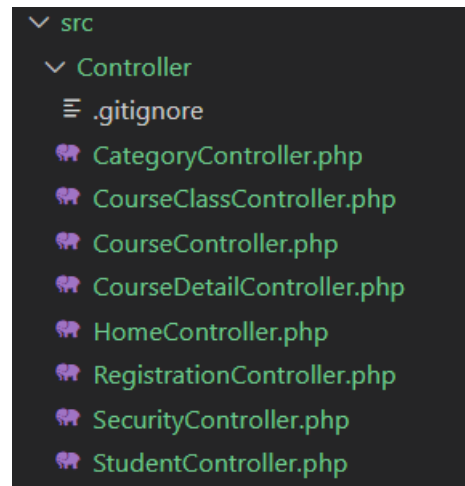 src
Controller
.gitignore
CategoryController.php
CourseClassController.php
CourseController.php
CourseDetailController.php
HomeController.php
RegistrationController.php
SecurityController.php
StudentController.php